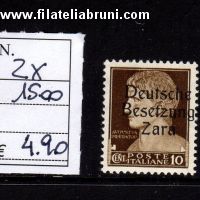 www.filateliabruni.com
N.
2X
1500
€ 4.90
Deutsche
Besetzung
Zara
POSTE
CENT ITALIANE 10